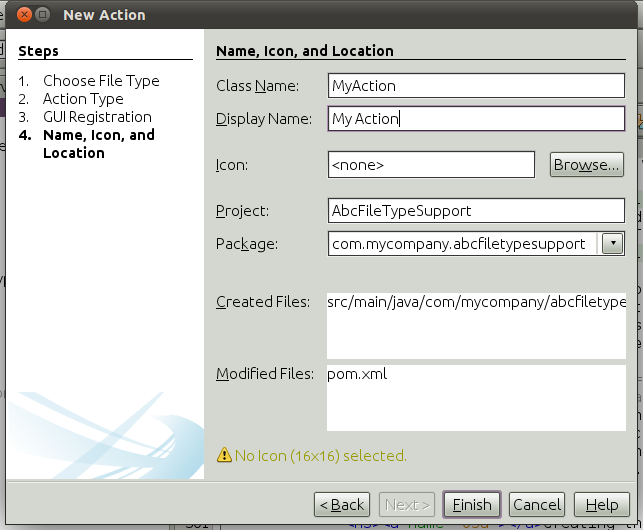 New Action
Steps
1. Choose File Type
2. Action Type
3. GUI Registration
4. Name, Icon, and
Location
Name, Icon, and Location
Class Name: MyAction
Display Name: My Action
Icon: <none> Browse...
Project: AbcFileTypeSupport
Package: com.mycompany.abcfiletypesupport
Created Files: src/main/java/com/mycompany/abcfiletype
Modified Files: pom.xml
No Icon (16x16) selected.
< Back Next > Finish Cancel Help